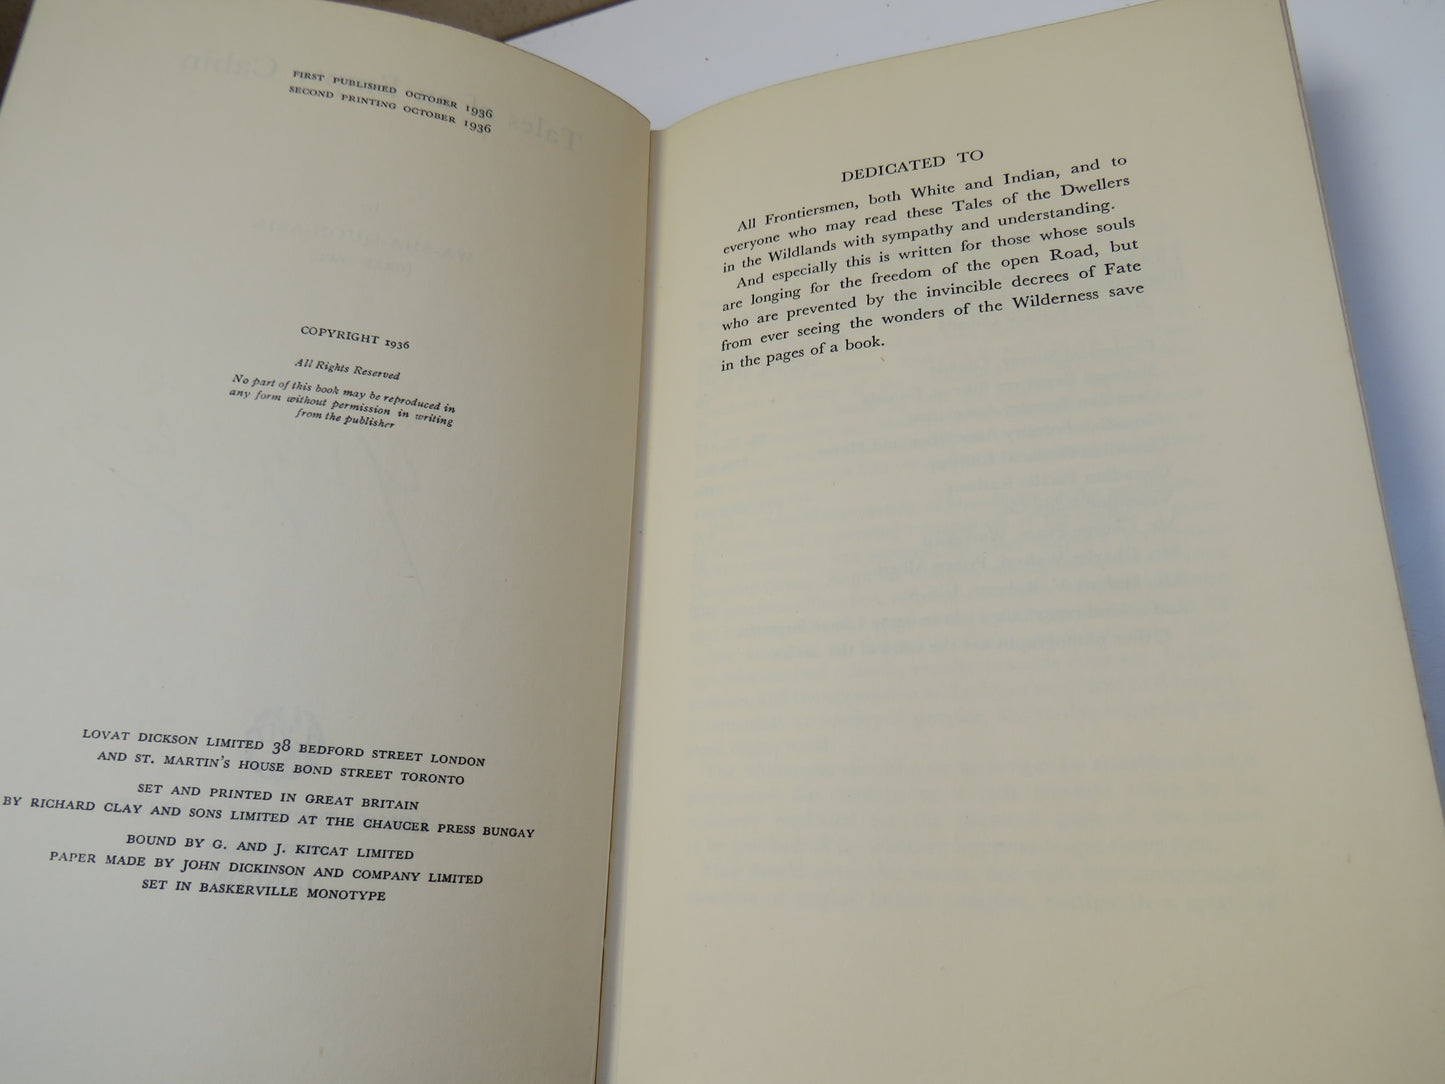 FIRST PUBLISHED OCTOBER 1936
SECOND PRINTING OCTOBER 1936
COPYRIGHT 1936
All Rights Reserved
No part of this book may be reproduced in
any form without permission in writing
from the publisher
LOVAT DICKSON LIMITED 38 BEDFORD STREET LONDON
AND ST. MARTIN'S HOUSE BOND STREET TORONTO
SET AND PRINTED IN GREAT BRITAIN
BY RICHARD CLAY AND SONS LIMITED AT THE CHAUCER PRESS BUNGAY
BOUND BY G. AND J. KITCAT LIMITED
PAPER MADE BY JOHN DICKINSON AND COMPANY LIMITED
SET IN BASKERVILLE MONOTYPE
DEDICATED TO
All Frontiersmen, both White and Indian, and to
everyone who may read these Tales of the Dwellers
in the Wildlands with sympathy and understanding.
And especially this is written for those whose souls
are longing for the freedom of the open Road, but
who are prevented by the invincible decrees of Fate
from ever seeing the wonders of the Wilderness save
in the pages of a book.